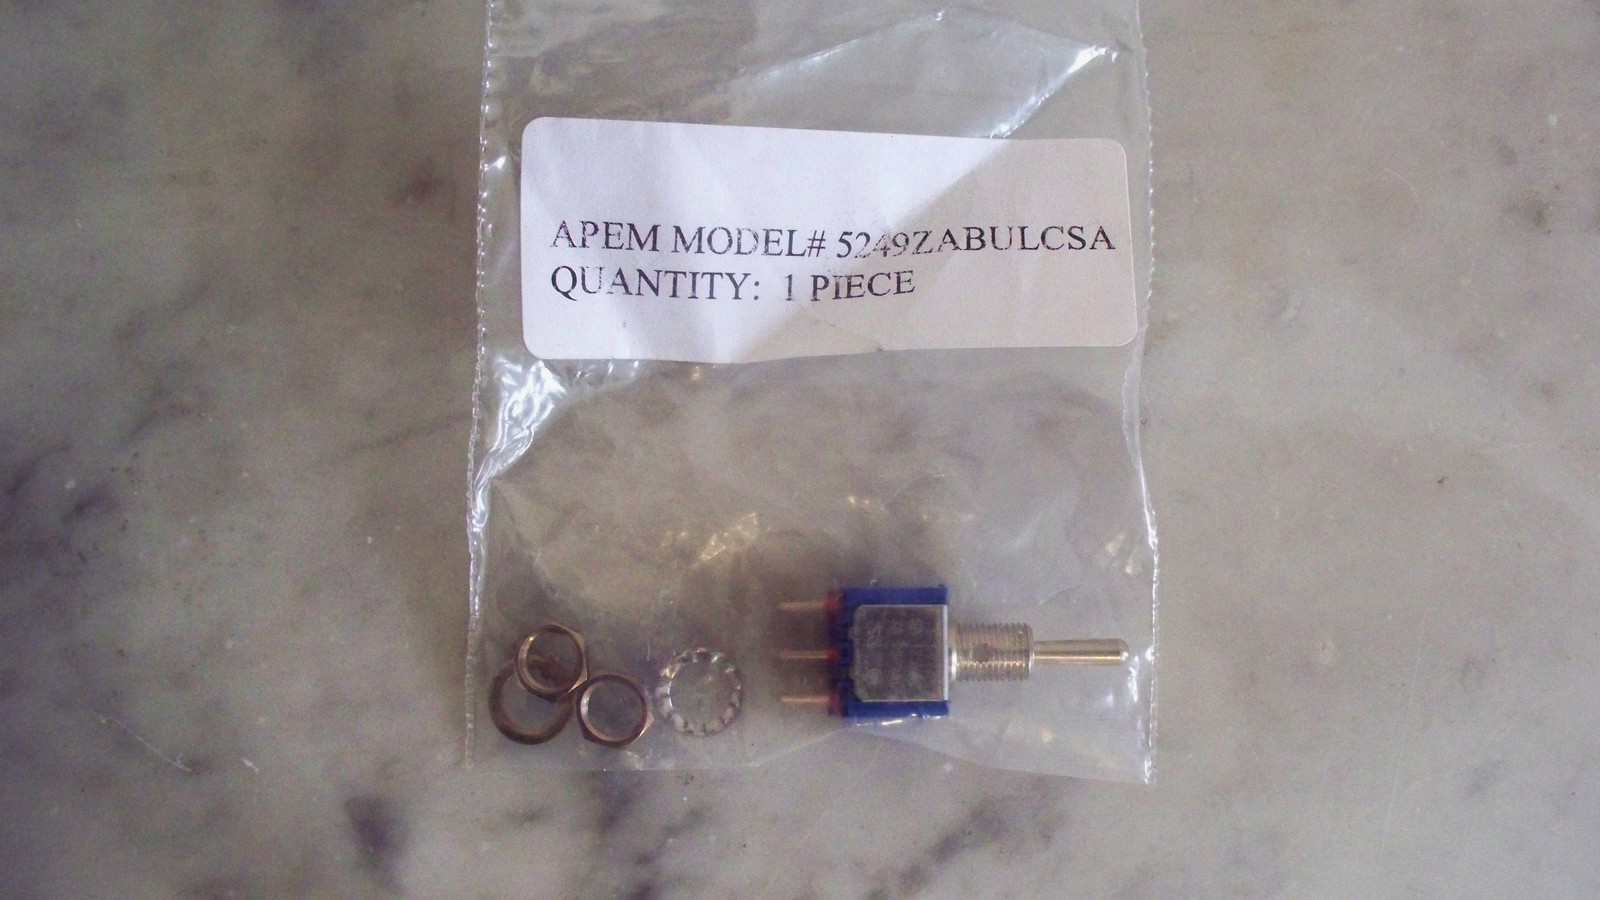 APEM MODEL# 5249ZABULCSA
QUANTITY: 1 PIECE